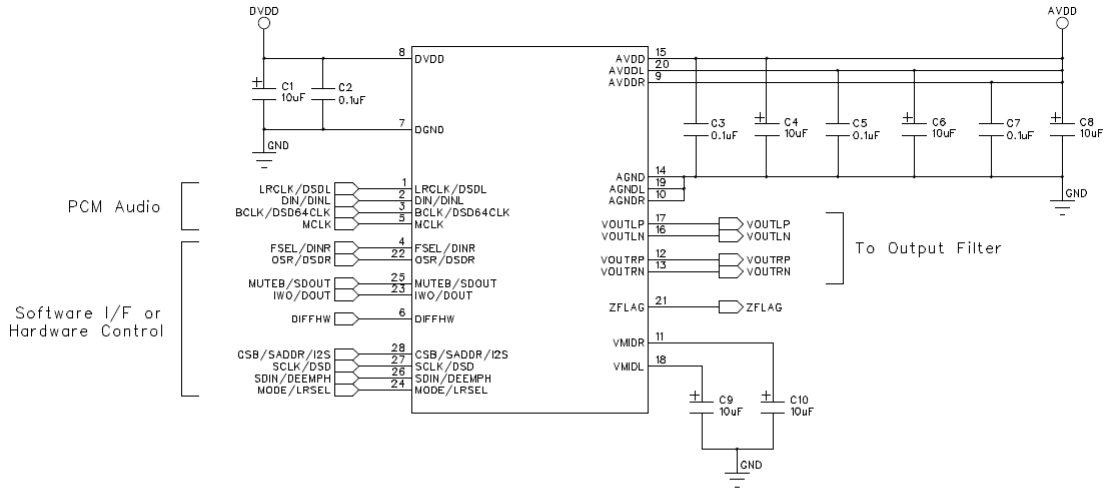 DVDD
AVDD
8
DVDD
C1
10uF
C2
0.1uF
7
DGND
GND
15
AVDD
20
AVDDL
9
AVDDR
C3
0.1uF
C4
10uF
C5
0.1uF
C6
10uF
C7
0.1uF
C8
10uF
14
AGND
19
AGNDL
10
AGNDR
GND
PCM Audio
LRCLK/DSDL
1
LRCLK/DSDL
DIN/DINL
2
DIN/DINL
BCLK/DSD64CLK
3
BCLK/DSD64CLK
MCLK
5
MCLK
Software I/F or
Hardware Control
FSEL/DINR
4
FSEL/DINR
OSR/DSDR
22
OSR/DSDR
MUTEB/SDOUT
25
MUTEB/SDOUT
IWO/DOUT
23
IWO/DOUT
DIFFHW
6
DIFFHW
CSB/SADDR/I2S
28
CSB/SADDR/I2S
SCLK/DSD
27
SCLK/DSD
SDIN/DEEMPH
26
SDIN/DEEMPH
MODE/LRSEL
24
MODE/LRSEL
VOUTLP
17
VOUTLP
VOUTLN
16
VOUTLN
VOUTRP
12
VOUTRP
VOUTRN
13
VOUTRN
To Output Filter
ZFLAG
21
ZFLAG
VMIDR
11
VMIDL
18
C9
10uF
C10
10uF
GND